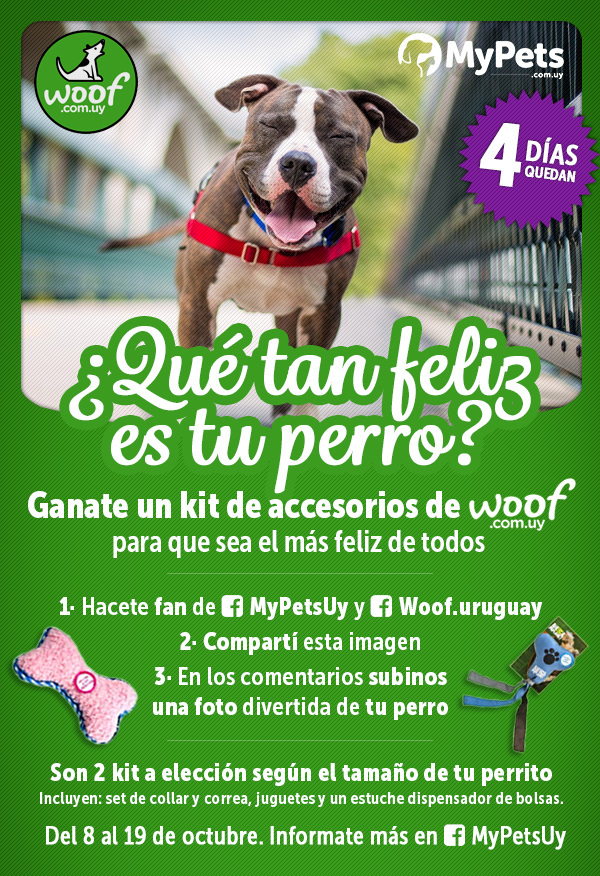 woof
.com.uy
MyPets
.com.uy
4 DÍAS
QUEDAN
¿Qué tan feliz
es tu perro?
Ganate un kit de accesorios de woof
.com.uy
para que sea el más feliz de todos
1· Hacete fan de MyPetsUy y Woof.uruguay
2· Compartí esta imagen
3· En los comentarios subinos
una foto divertida de tu perro
Son 2 kit a elección según el tamaño de tu perrito
Incluyen: set de collar y correa, juguetes y un estuche dispensador de bolsas.
Del 8 al 19 de octubre. Informate más en MyPetsUy